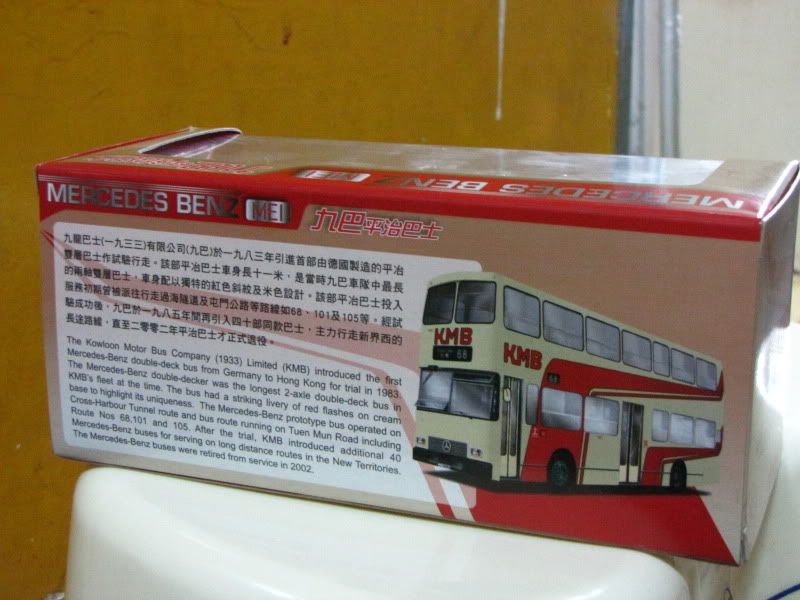 MERCEDES BENZ
MERCEDES BENZ ME1 九巴平治巴士
九龍巴士(一九三三)有限公司(九巴)於一九八三年引進首部由德國製造的平治
雙層巴士作試驗行走。該部平治巴士車身長十一米，是當時九巴車隊中最長
的兩軸雙層巴士，車身配以獨特的紅色斜紋及米色設計。該部平治巴士投入
服務初期曾被派往行走過海隧道及屯門公路等路線如68、101及105等。經試
驗成功後，九巴於一九八五年間再引入四十部同款巴士，主力行走新界西的
長途路線，直至二零零二年平治巴士才正式退役。
The Kowloon Motor Bus Company (1933) Limited (KMB) introduced the first
Mercedes-Benz double-deck bus from Germany to Hong Kong for trial in 1983.
The Mercedes-Benz double-decker was the longest 2-axle double-deck bus in
KMB's fleet at the time. The bus had a striking livery of red flashes on cream
base to highlight its uniqueness. The Mercedes-Benz prototype bus operated on
Cross-Harbour Tunnel route and bus route running on Tuen Mun Road including
Route Nos 68,101 and 105. After the trial, KMB introduced additional 40
Mercedes-Benz buses for serving on long distance routes in the New Territories.
The Mercedes-Benz buses were retired from service in 2002.
KMB
68
KMB
68